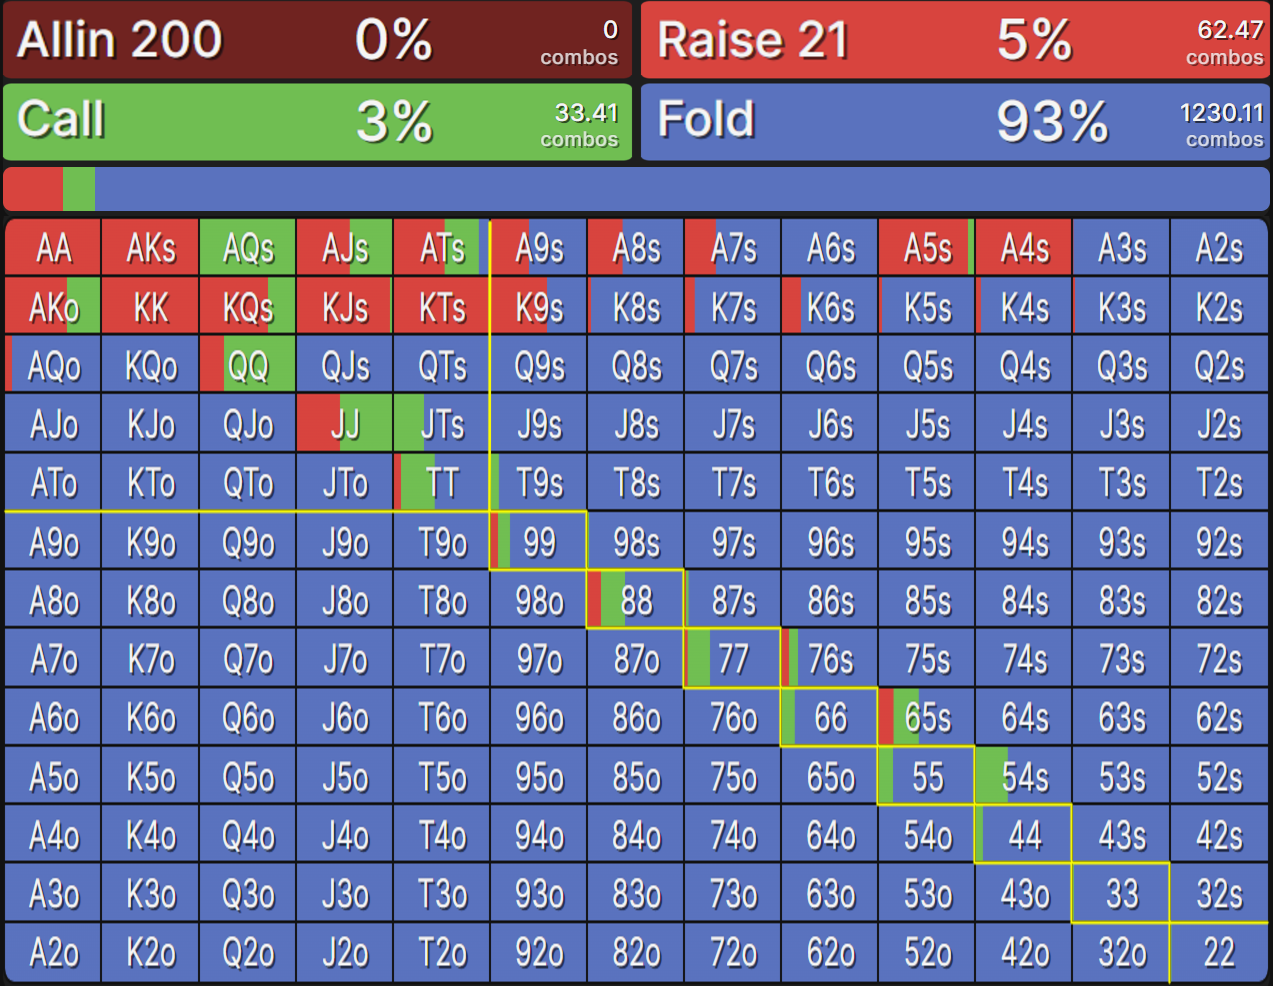 Allin 200 0% 0 combos Raise 21 5% 62.47 combos
Call 3% 33.41 combos Fold 93% 1230.11 combos
AA AKs AQs AJs ATs A9s A8s A7s A6s A5s A4s A3s A2s
AKo KK KQs KJs KTs K9s K8s K7s K6s K5s K4s K3s K2s
AQo KQo QQ QJs QTs Q9s Q8s Q7s Q6s Q5s Q4s Q3s Q2s
AJo KJo QJo JJ JTs J9s J8s J7s J6s J5s J4s J3s J2s
ATo KTo QTo JTo TT T9s T8s T7s T6s T5s T4s T3s T2s
A9o K9o Q9o J9o T9o 99 98s 97s 96s 95s 94s 93s 92s
A8o K8o Q8o J8o T8o 98o 88 87s 86s 85s 84s 83s 82s
A7o K7o Q7o J7o T7o 97o 87o 77 76s 75s 74s 73s 72s
A6o K6o Q6o J6o T6o 96o 86o 76o 66 65s 64s 63s 62s
A5o K5o Q5o J5o T5o 95o 85o 75o 65o 55 54s 53s 52s
A4o K4o Q4o J4o T4o 94o 84o 74o 64o 54o 44 43s 42s
A3o K3o Q3o J3o T3o 93o 83o 73o 63o 53o 43o 33 32s
A2o K2o Q2o J2o T2o 92o 82o 72o 62o 52o 42o 32o 22